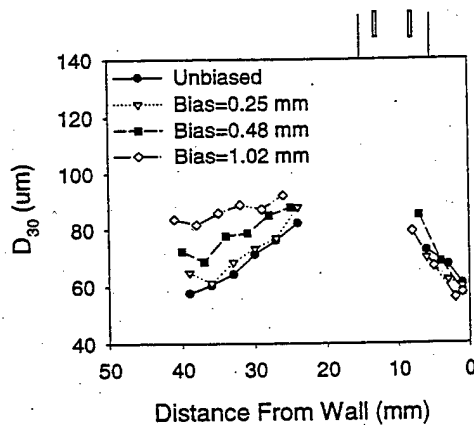 140
120
100
80
60
40
D30 (um)
Unbiased
Bias=0.25 mm
Bias=0.48 mm
Bias=1.02 mm
50 40 30 20 10 0
Distance From Wall (mm)